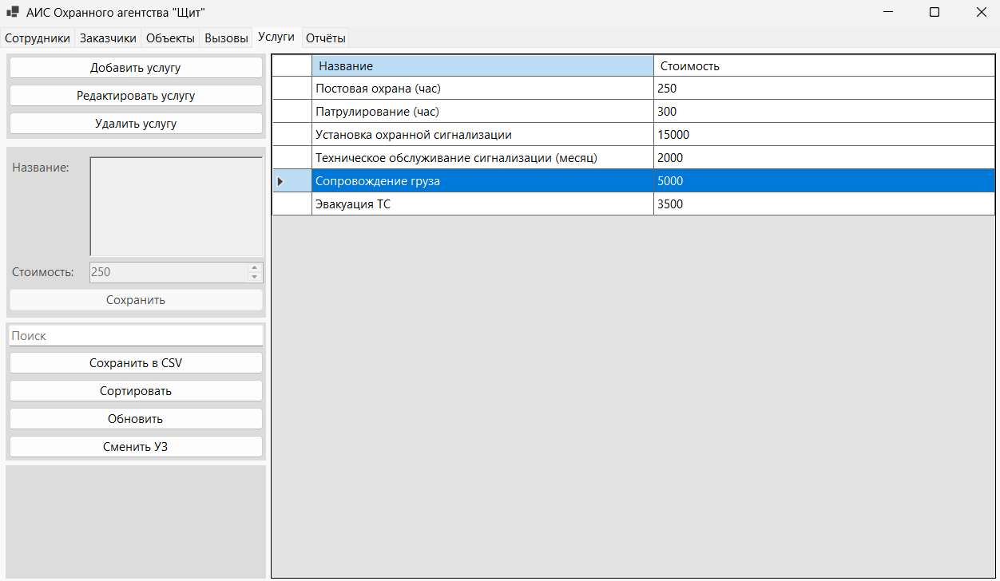 АИС Охранного агентства "Щит"
Сотрудники Заказчики Объекты Вызовы Услуги Отчёты
Добавить услугу
Редактировать услугу
Удалить услугу
Название:
Стоимость: 250
Сохранить
Поиск
Сохранить в CSV
Сортировать
Обновить
Сменить УЗ
Название Стоимость
Постовая охрана (час) 250
Патрулирование (час) 300
Установка охранной сигнализации 15000
Техническое обслуживание сигнализации (месяц) 2000
Сопровождение груза 5000
Эвакуация ТС 3500